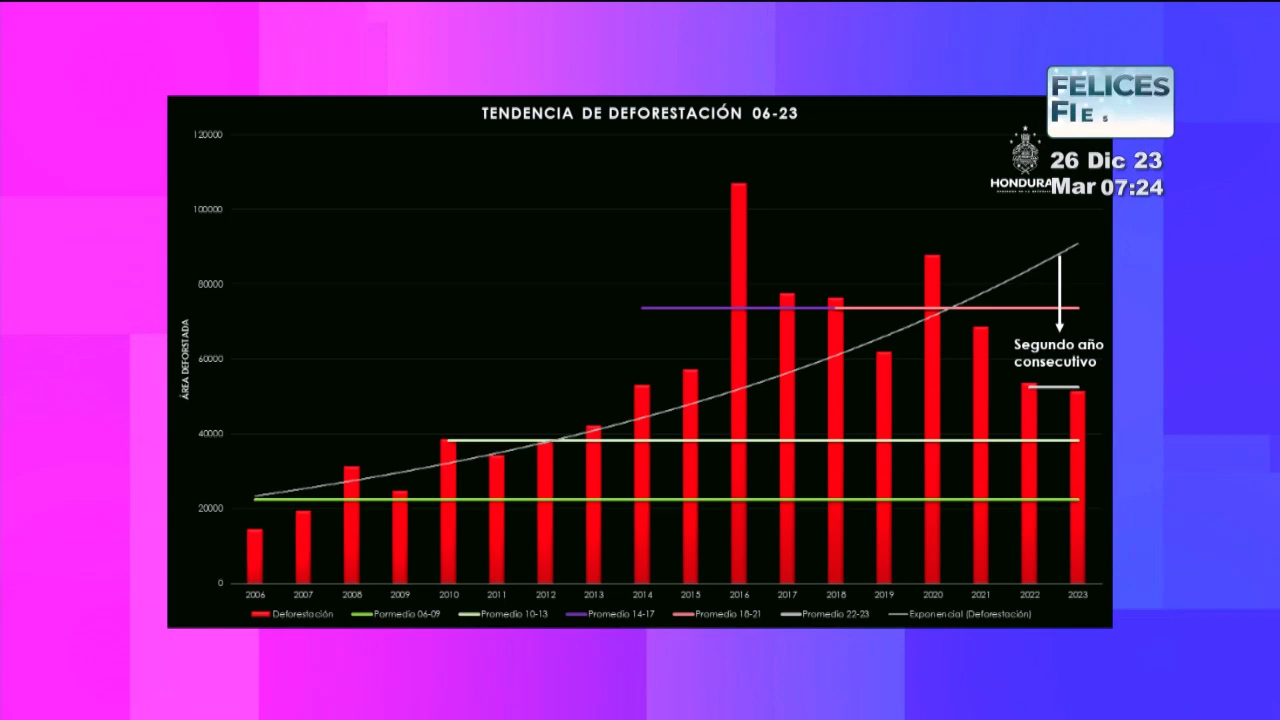 TENDENCIA DE DEFORESTACIÓN 06-23
FELICES
FIES
26 Dic 23
Mar 07:24
HONDURA
ÁREA DEFORSTADA
120000
100000
80000
60000
40000
20000
0
Segundo año
consecutivo
2006 2007 2008 2009 2010 2011 2012 2013 2014 2015 2016 2017 2018 2019 2020 2021 2022 2023
Deforestación Pormedio 06-09 Promedio 10-13 Promedio 14-17 Promedio 18-21 Promedia 22-23 Exponencial (Deforestación)